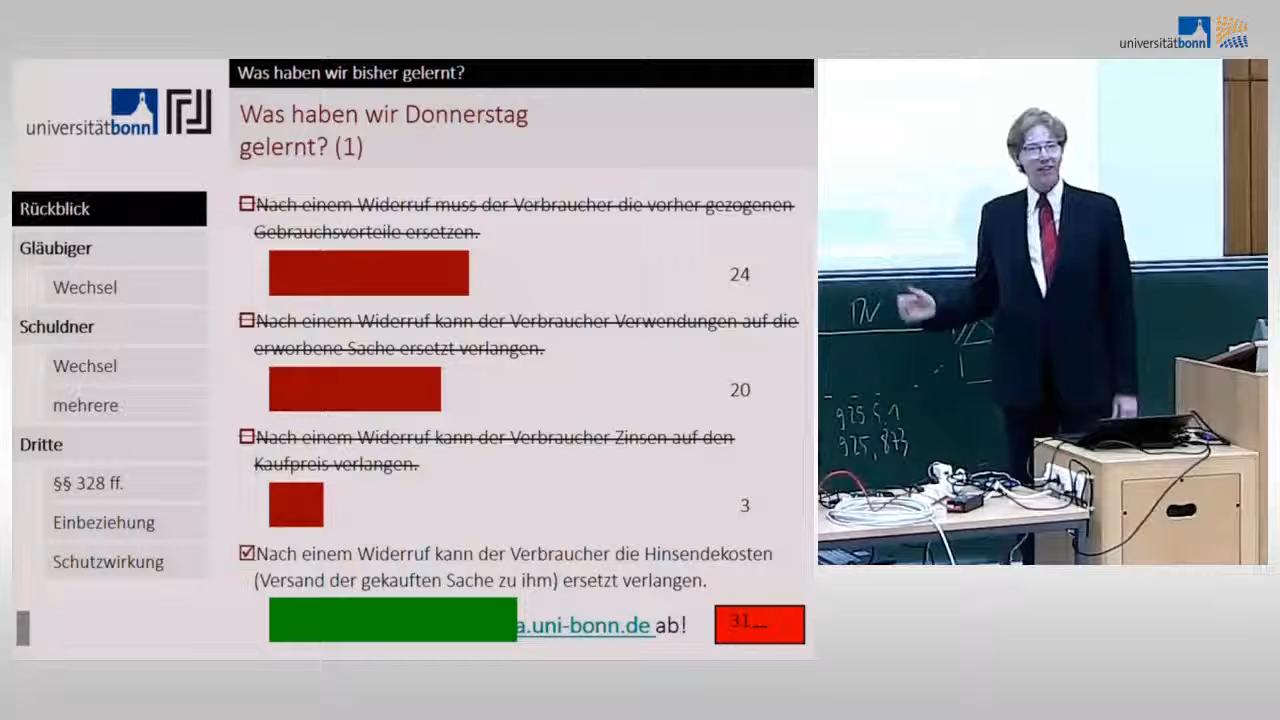 universitätbonn
Was haben wir bisher gelernt?
universitätbonn
Was haben wir Donnerstag
gelernt? (1)
Rückblick
Gläubiger
Wechsel
Schuldner
Wechsel
mehrere
Dritte
§§ 328 ff.
Einbeziehung
Schutzwirkung
Nach einem Widerruf muss der Verbraucher die vorher gezogenen
Gebrauchsvorteile ersetzen.
24
Nach einem Widerruf kann der Verbraucher Verwendungen auf die
erworbene Sache ersetzt verlangen.
20
Nach einem Widerruf kann der Verbraucher Zinsen auf den
Kaufpreis verlangen.
3
Nach einem Widerruf kann der Verbraucher die Hinsendekosten
(Versand der gekauften Sache zu ihm) ersetzt verlangen.
a.uni-bonn.de ab!
31
925
925, 873